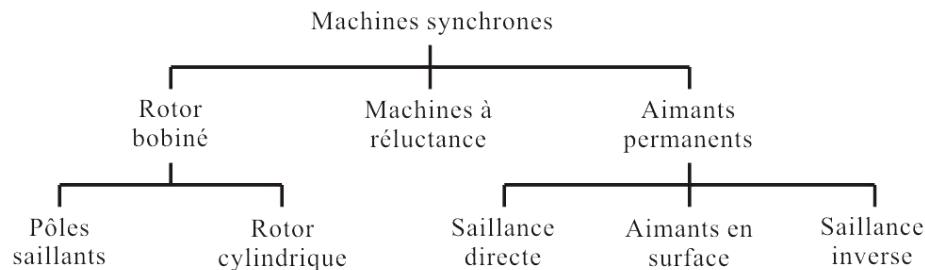 Machines synchrones
Rotor
bobiné
Machines à
réluctance
Aimants
permanents
Pôles
saillants
Rotor
cylindrique
Saillance
directe
Aimants en
surface
Saillance
inverse